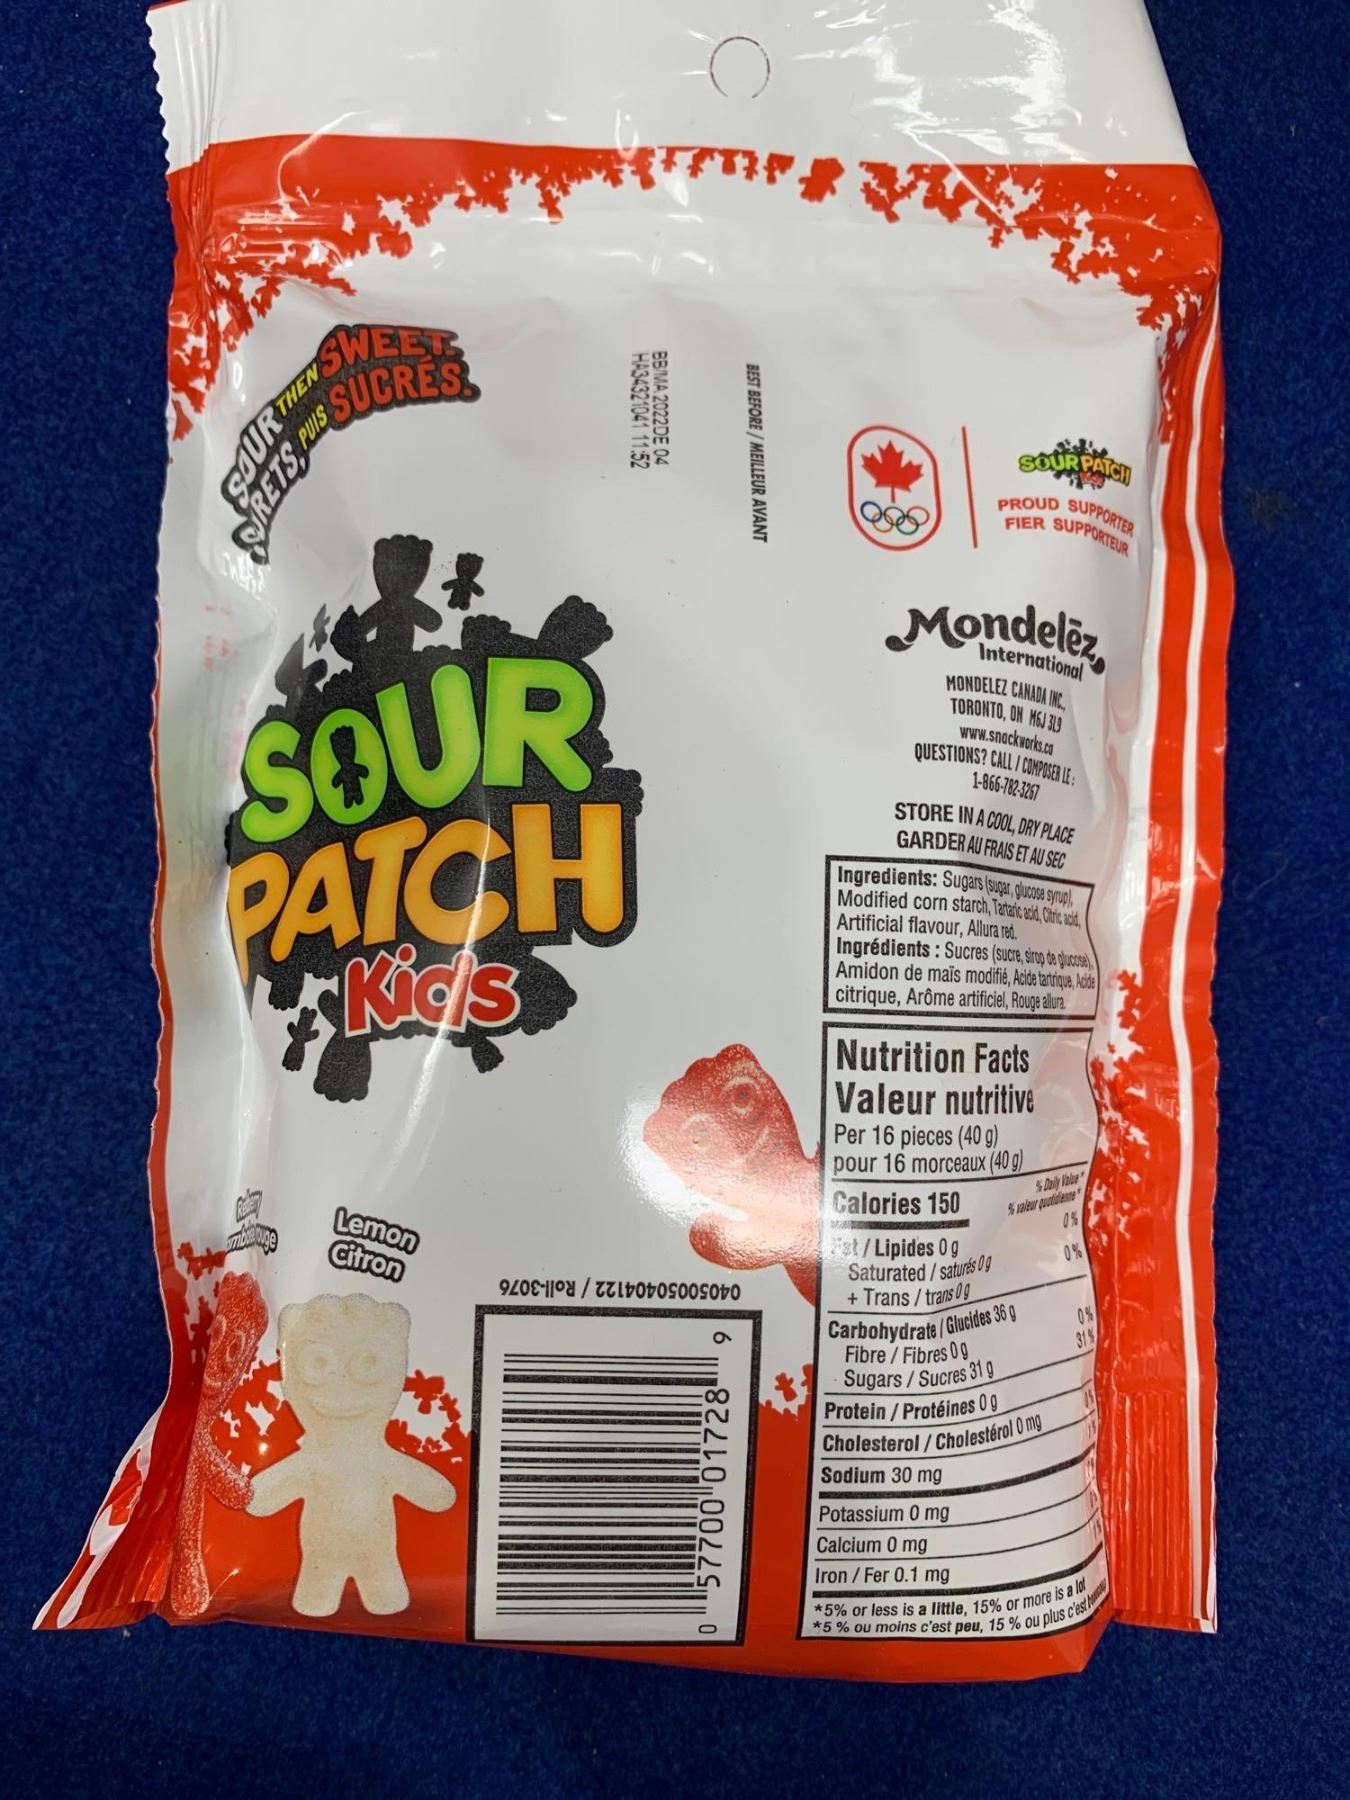 SOUR THEN SWEET.
SURETS, PUIS SUCRÉS.
BEST BEFORE / MEILLEUR AVANT
BB/MA 2022DE 04
HA34321041 11:52
SOUR PATCH
Kids
PROUD SUPPORTER
FIER SUPPORTEUR
SOUR
PATCH
Kids
Mondelēz
International
MONDELEZ CANADA INC.,
TORONTO, ON M6J 3L9
www.snackworks.ca
QUESTIONS? CALL / COMPOSER LE :
1-866-782-3267
STORE IN A COOL, DRY PLACE
GARDER AU FRAIS ET AU SEC
Ingredients: Sugars (sugar, glucose syrup),
Modified corn starch, Tartaric acid, Citric acid,
Artificial flavour, Allura red.
Ingrédients : Sucres (sucre, sirop de glucose),
Amidon de maïs modifié, Acide tartrique, Acide
citrique, Arôme artificiel, Rouge allura.
Nutrition Facts
Valeur nutritive
Per 16 pieces (40 g)
pour 16 morceaux (40 g)
Calories 150
% Daily Value*
% valeur quotidienne*
Fat / Lipides 0 g 0 %
Saturated / saturés 0 g 0 %
+ Trans / trans 0 g
Carbohydrate / Glucides 36 g
Fibre / Fibres 0 g 0 %
Sugars / Sucres 31 g 31 %
Protein / Protéines 0 g
Cholesterol / Cholestérol 0 mg
Sodium 30 mg
Potassium 0 mg
Calcium 0 mg
Iron / Fer 0.1 mg
*5% or less is a little, 15% or more is a lot
*5 % ou moins c'est peu, 15 % ou plus c'est beaucoup
Lemon
Citron
04050050404122 / Roll-3076
0 57700 01728 9